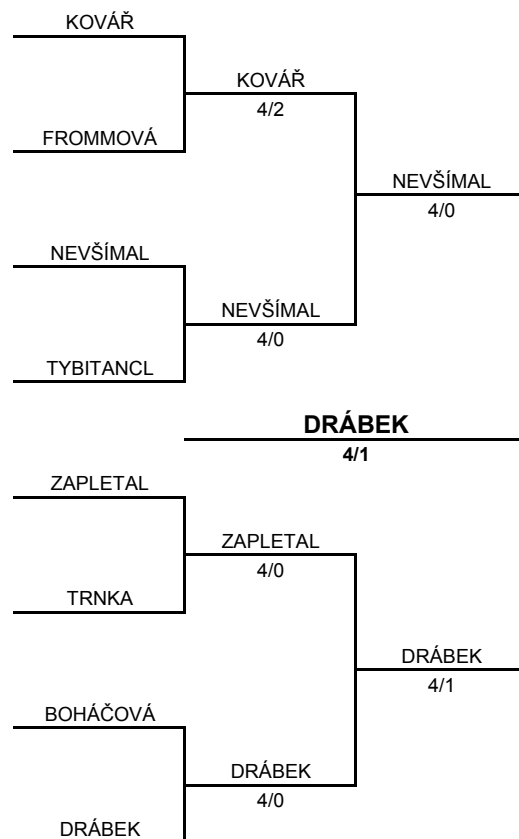 KOVÁŘ
KOVÁŘ
4/2
FROMMOVÁ
NEVŠÍMAL
4/0
NEVŠÍMAL
NEVŠÍMAL
4/0
TYBITANCL
DRÁBEK
4/1
ZAPLETAL
ZAPLETAL
4/0
TRNKA
DRÁBEK
4/1
BOHÁČOVÁ
DRÁBEK
4/0
DRÁBEK